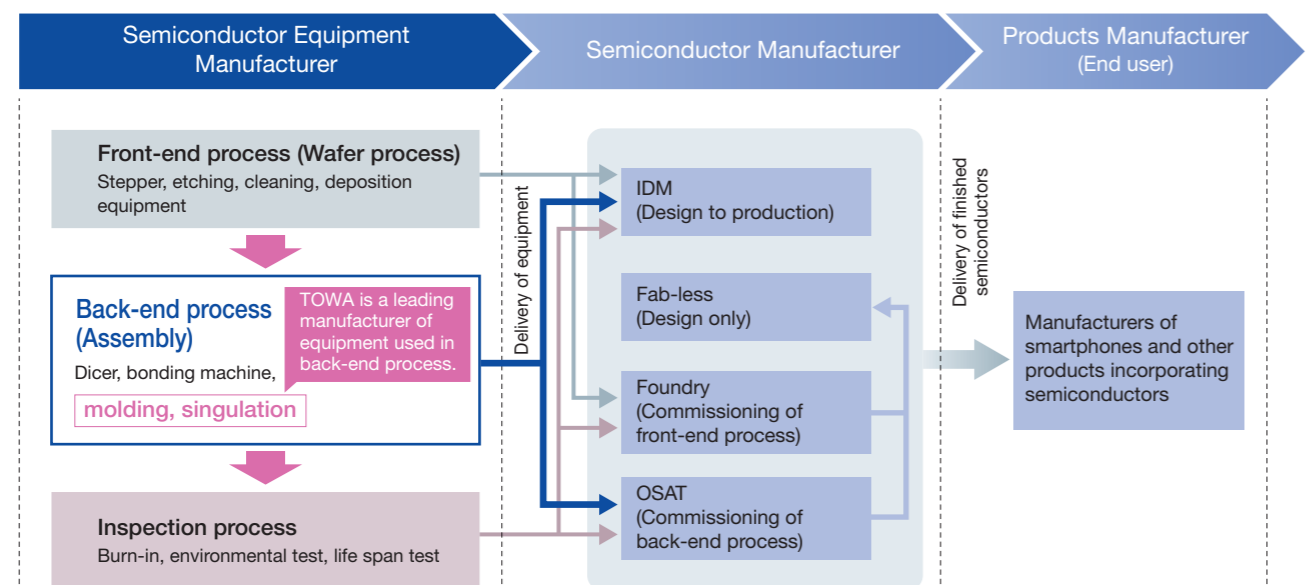 Semiconductor Equipment
Manufacturer
Semiconductor Manufacturer
Products Manufacturer
(End user)
Front-end process (Wafer process)
Stepper, etching, cleaning, deposition
equipment
Back-end process
(Assembly)
Dicer, bonding machine,
molding, singulation
TOWA is a leading
manufacturer of
equipment used in
back-end process.
Inspection process
Burn-in, environmental test, life span test
Delivery of equipment
IDM
(Design to production)
Fab-less
(Design only)
Foundry
(Commissioning of
front-end process)
OSAT
(Commissioning of
back-end process)
Delivery of finished
semiconductors
Manufacturers of
smartphones and other
products incorporating
semiconductors